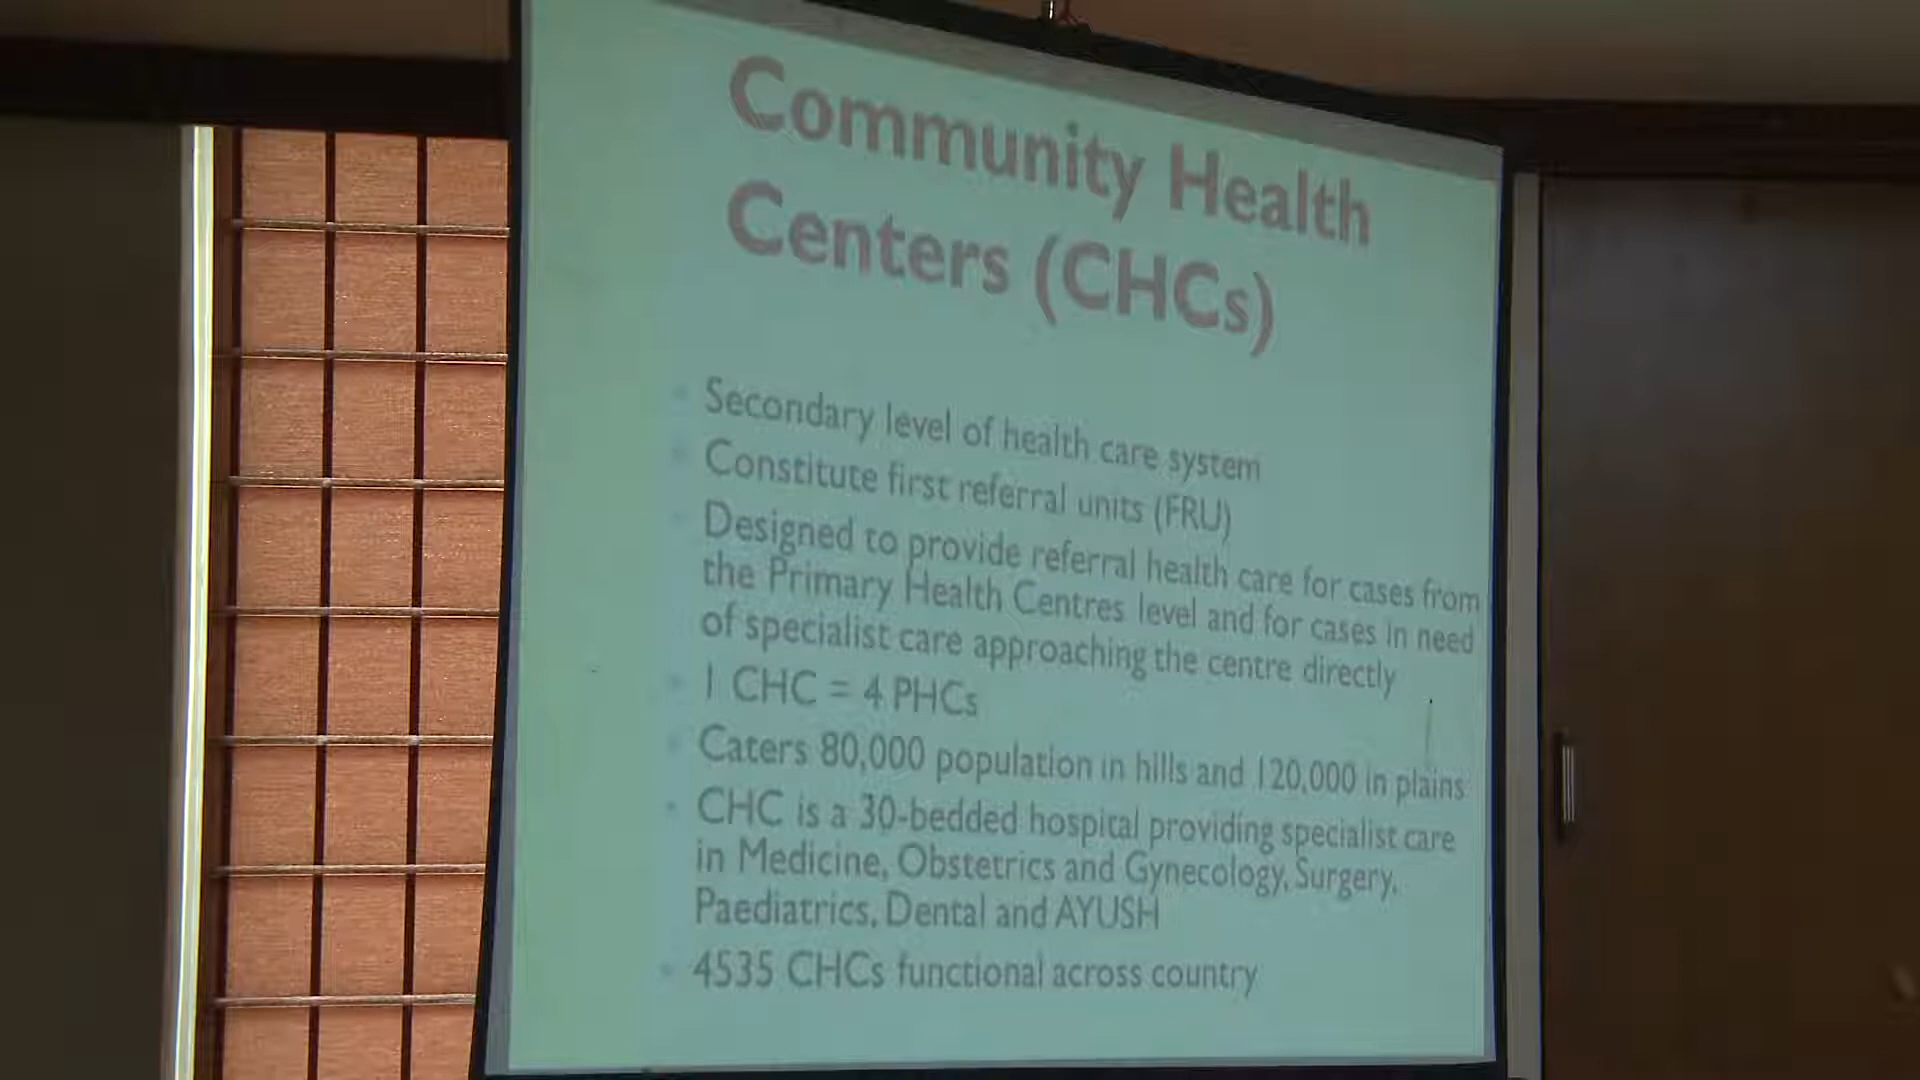 Community Health
Centers (CHCs)
Secondary level of health care system
Constitute first referral units (FRU)
Designed to provide referral health care for cases from
the Primary Health Centres level and for cases in need
of specialist care approaching the centre directly
1 CHC = 4 PHCs
Caters 80,000 population in hills and 120,000 in plains
CHC is a 30-bedded hospital providing specialist care
in Medicine, Obstetrics and Gynecology, Surgery,
Paediatrics, Dental and AYUSH
4535 CHCs functional across country